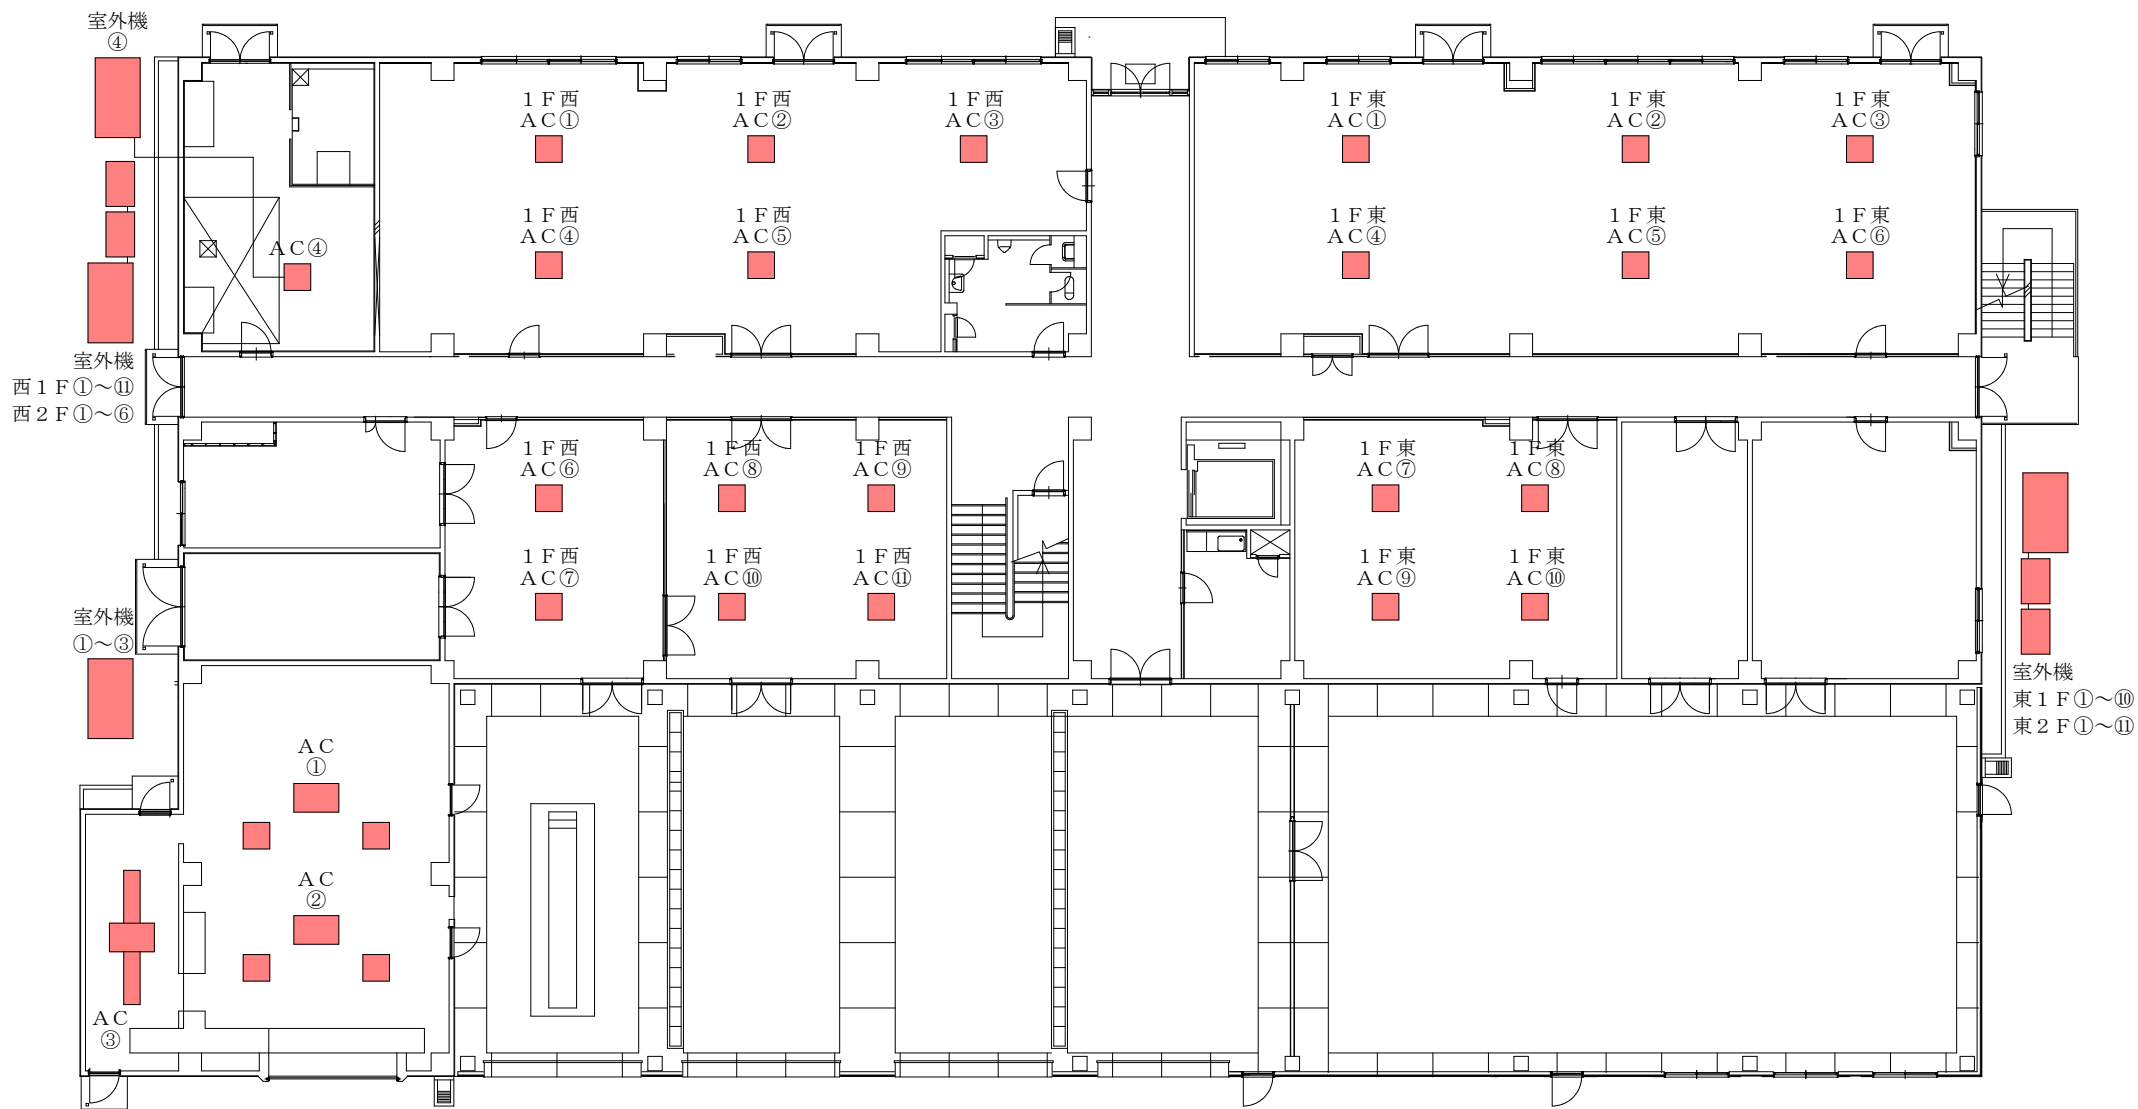 室外機
④
１Ｆ西
ＡＣ①
１Ｆ西
ＡＣ②
１Ｆ西
ＡＣ③
１Ｆ東
ＡＣ①
１Ｆ東
ＡＣ②
１Ｆ東
ＡＣ③
１Ｆ西
ＡＣ④
１Ｆ西
ＡＣ⑤
１Ｆ東
ＡＣ④
１Ｆ東
ＡＣ⑤
１Ｆ東
ＡＣ⑥
ＡＣ④
室外機
西１Ｆ①～⑪
西２Ｆ①～⑥
１Ｆ西
ＡＣ⑥
１Ｆ西
ＡＣ⑧
１Ｆ西
ＡＣ⑨
１Ｆ東
ＡＣ⑦
１Ｆ東
ＡＣ⑧
１Ｆ西
ＡＣ⑦
１Ｆ西
ＡＣ⑩
１Ｆ西
ＡＣ⑪
１Ｆ東
ＡＣ⑨
１Ｆ東
ＡＣ⑩
室外機
①～③
室外機
東１Ｆ①～⑩
東２Ｆ①～⑪
ＡＣ
①
ＡＣ
②
ＡＣ
③